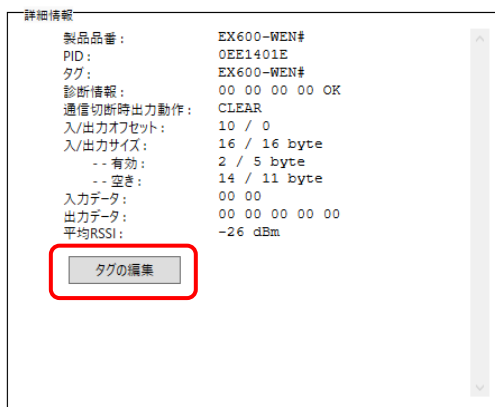 詳細情報
製品品番： EX600-WEN#
PID： 0EE1401E
タグ： EX600-WEN#
診断情報： 00 00 00 00 OK
通信切断時出力動作： CLEAR
入/出力オフセット： 10 / 0
入/出力サイズ： 16 / 16 byte
--有効： 2 / 5 byte
--空き： 14 / 11 byte
入力データ： 00 00
出力データ： 00 00 00 00 00
平均RSSI： -26 dBm
タグの編集